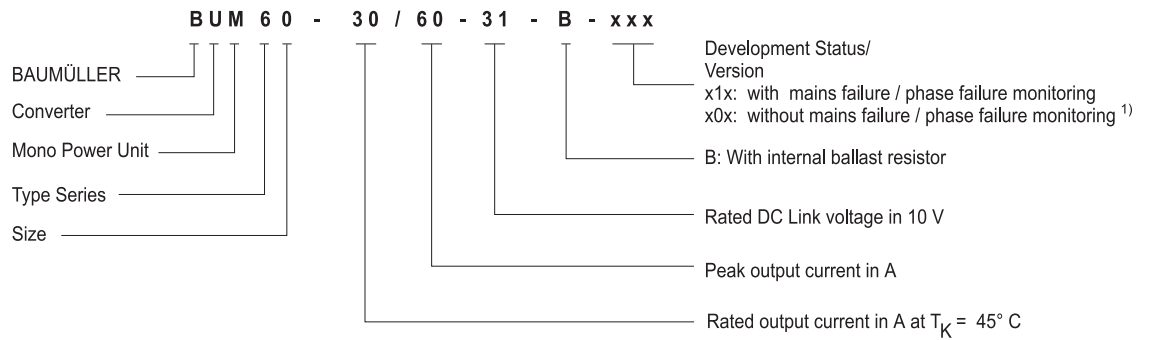 BUM60 - 30/60-31-B-xxx
BAUMÜLLER
Converter
Mono Power Unit
Type Series
Size
Development Status/
Version
x1x: with mains failure / phase failure monitoring
x0x: without mains failure / phase failure monitoring 1)
B: With internal ballast resistor
Rated DC Link voltage in 10 V
Peak output current in A
Rated output current in A at TK = 45° C